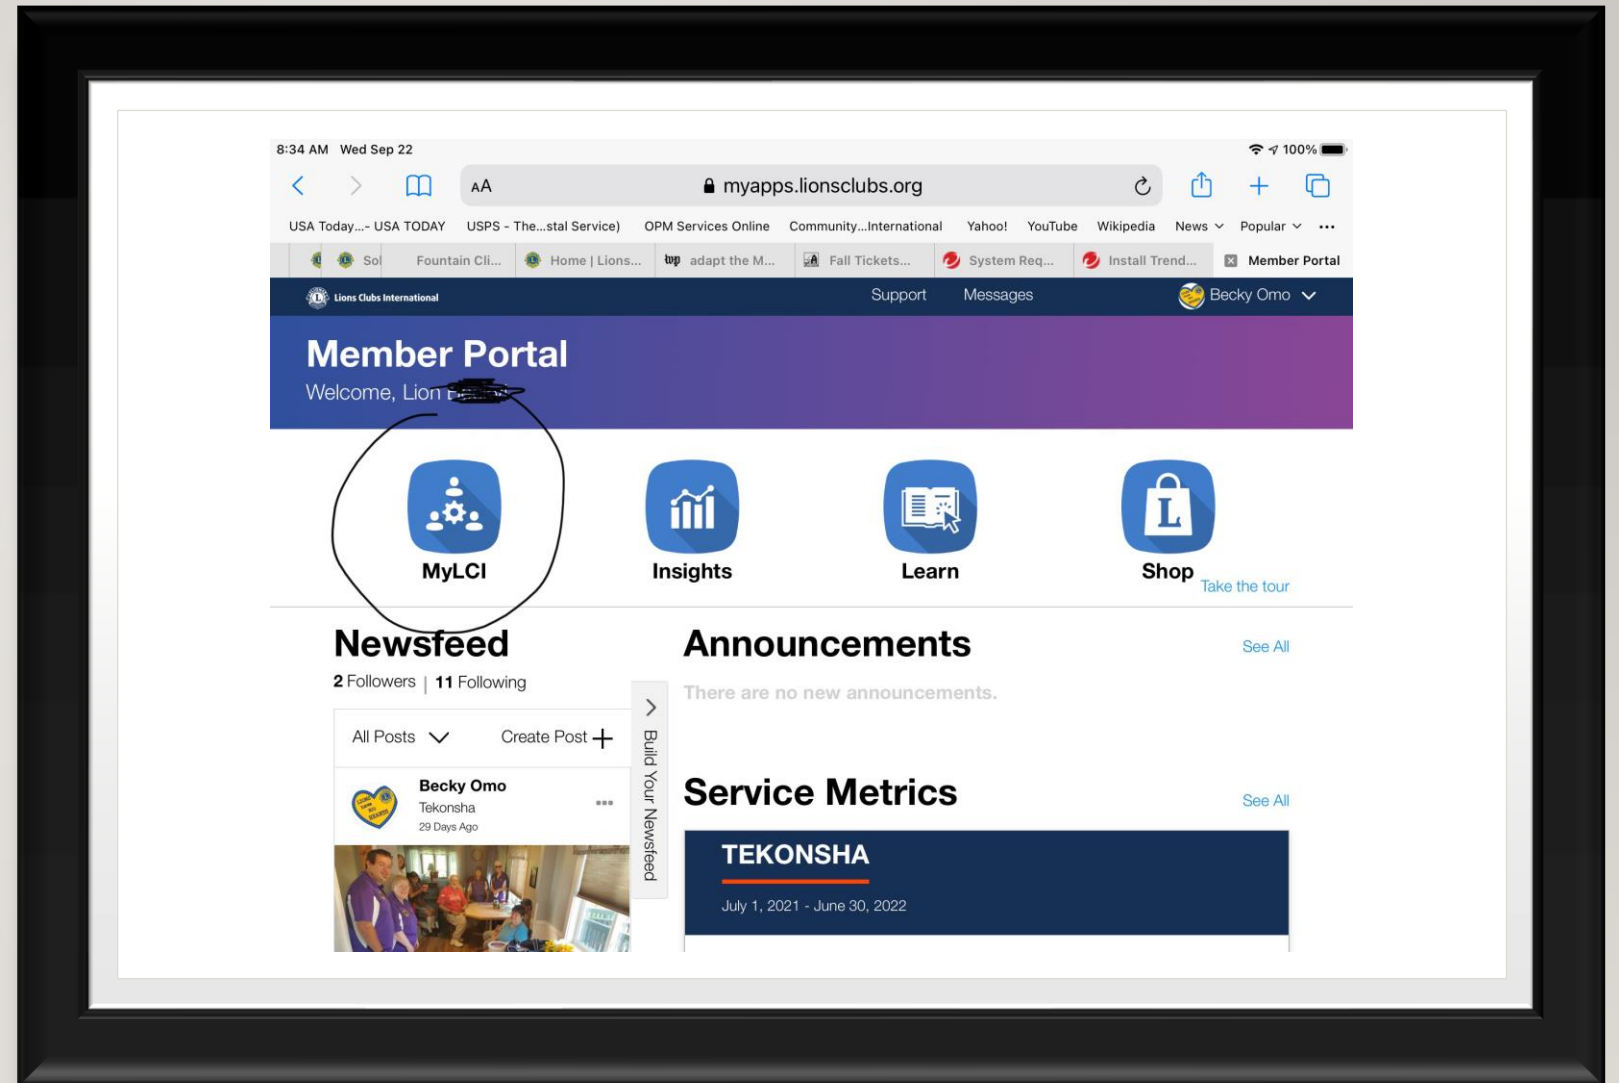 8:34 AM Wed Sep 22
100%
AA
myapps.lionsclubs.org
USA Today...- USA TODAY USPS - The...stal Service) OPM Services Online Community...International Yahoo! YouTube Wikipedia News Popular ...
Sol Fountain Cli... Home | Lions... top adapt the M... Fall Tickets... System Req... Install Trend... Member Portal
Lions Clubs International Support Messages Becky Omo
Member Portal
Welcome, Lion
MyLCI Insights Learn Shop
L
Take the tour
Newsfeed
2 Followers | 11 Following
All Posts Create Post
Becky Omo
Tekonsha
29 Days Ago
Build Your Newsfeed
Announcements See All
There are no new announcements.
Service Metrics See All
TEKONSHA
July 1, 2021 - June 30, 2022